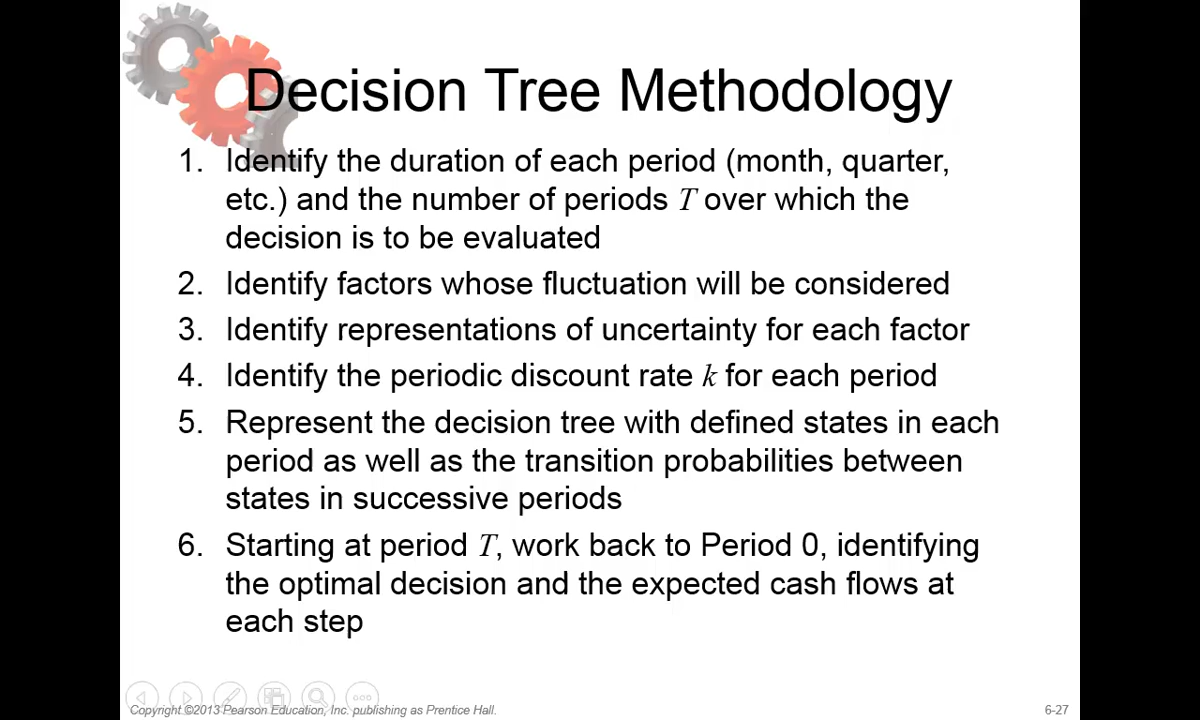 Decision Tree Methodology
1. Identify the duration of each period (month, quarter,
etc.) and the number of periods T over which the
decision is to be evaluated
2. Identify factors whose fluctuation will be considered
3. Identify representations of uncertainty for each factor
4. Identify the periodic discount rate k for each period
5. Represent the decision tree with defined states in each
period as well as the transition probabilities between
states in successive periods
6. Starting at period T, work back to Period 0, identifying
the optimal decision and the expected cash flows at
each step
Copyright ©2013 Pearson Education, Inc. publishing as Prentice Hall.
6-27